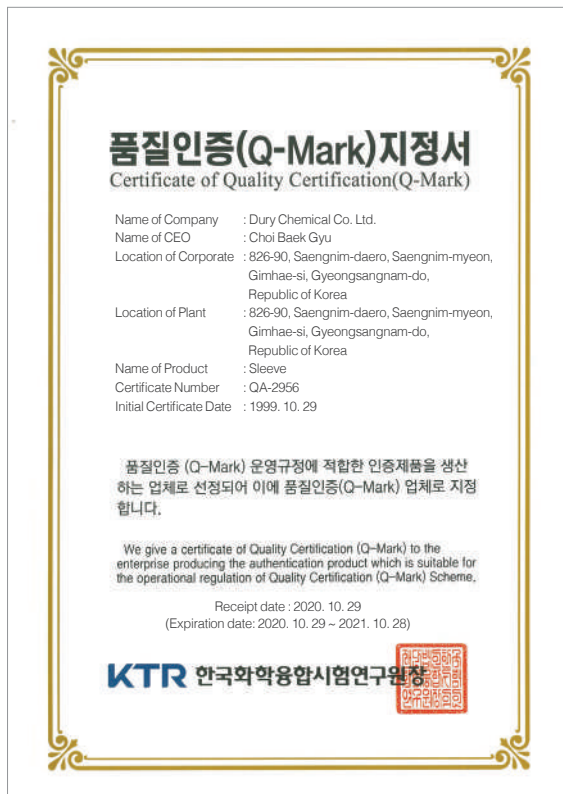 품질인증(Q-Mark)지정서
Certificate of Quality Certification(Q-Mark)
Name of Company : Dury Chemical Co. Ltd.
Name of CEO : Choi Baek Gyu
Location of Corporate : 826-90, Saengnim-daero, Saengnim-myeon,
Gimhae-si, Gyeongsangnam-do,
Republic of Korea
Location of Plant : 826-90, Saengnim-daero, Saengnim-myeon,
Gimhae-si, Gyeongsangnam-do,
Republic of Korea
Name of Product : Sleeve
Certificate Number : QA-2956
Initial Certificate Date : 1999. 10. 29
품질인증 (Q-Mark) 운영규정에 적합한 인증제품을 생산
하는 업체로 선정되어 이에 품질인증(Q-Mark) 업체로 지정
합니다.
We give a certificate of Quality Certification (Q-Mark) to the
enterprise producing the authentication product which is suitable for
the operational regulation of Quality Certification (Q-Mark) Scheme.
Receipt date : 2020. 10. 29
(Expiration date: 2020. 10. 29 ~ 2021. 10. 28)
KTR 한국화학융합시험연구원장